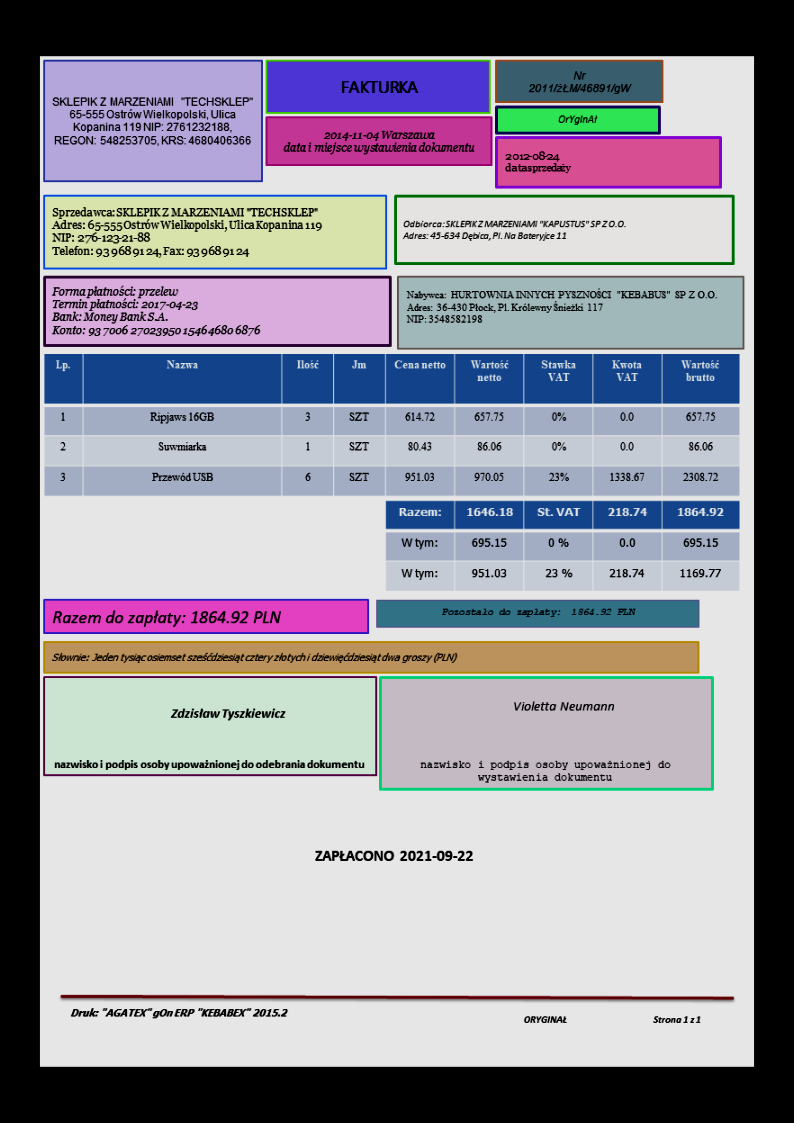 SKLEPIK Z MARZENIAMI "TECHSKLEP"
65-555 Ostrów Wielkopolski, Ulica
Kopanina 119 NIP: 2761232188,
REGON: 548253705, KRS: 4680406366
FAKTURKA
2014-11-04 Warszawa
data i miejsce wystawienia dokumentu
Nr
2011/żŁM/46891/gW
OrYgInAł
2012-08-24
data sprzedaży
Sprzedawca: SKLEPIK Z MARZENIAMI "TECHSKLEP"
Adres: 65-555 Ostrów Wielkopolski, Ulica Kopanina 119
NIP: 276-123-21-88
Telefon: 93 968 91 24, Fax: 93 968 91 24
Odbiorca: SKLEPIK Z MARZENIAMI "KAPUSTUS" SP Z O.O.
Adres: 45-634 Dębica, Pl. Na Bateryjce 11
Forma płatności: przelew
Termin płatności: 2017-04-23
Bank: Money Bank S.A.
Konto: 93 7006 2702 3950 1546 4680 6876
Nabywca: HURTOWNIA INNYCH PYSZNOŚCI "KEBABUS" SP Z O.O.
Adres: 36-430 Płock, Pl. Królewny Śnieżki 117
NIP: 3548582198
Lp. Nazwa Ilość Jm Cena netto Wartość netto Stawka VAT Kwota VAT Wartość brutto
1 Ripjaws 16GB 3 SZT 614.72 657.75 0% 0.0 657.75
2 Suwmiarka 1 SZT 80.43 86.06 0% 0.0 86.06
3 Przewód USB 6 SZT 951.03 970.05 23% 1338.67 2308.72
Razem: 1646.18 St. VAT 218.74 1864.92
W tym: 695.15 0 % 0.0 695.15
W tym: 951.03 23 % 218.74 1169.77
Razem do zapłaty: 1864.92 PLN
Pozostało do zapłaty: 1864.92 PLN
Słownie: Jeden tysiąc osiemset sześćdziesiąt cztery złotych i dziewięćdziesiąt dwa groszy (PLN)
Zdzisław Tyszkiewicz
nazwisko i podpis osoby upoważnionej do odebrania dokumentu
Violetta Neumann
nazwisko i podpis osoby upoważnionej do
wystawienia dokumentu
ZAPŁACONO 2021-09-22
Druk: "AGATEX" gOn ERP "KEBABEX" 2015.2
ORYGINAŁ
Strona 1 z 1